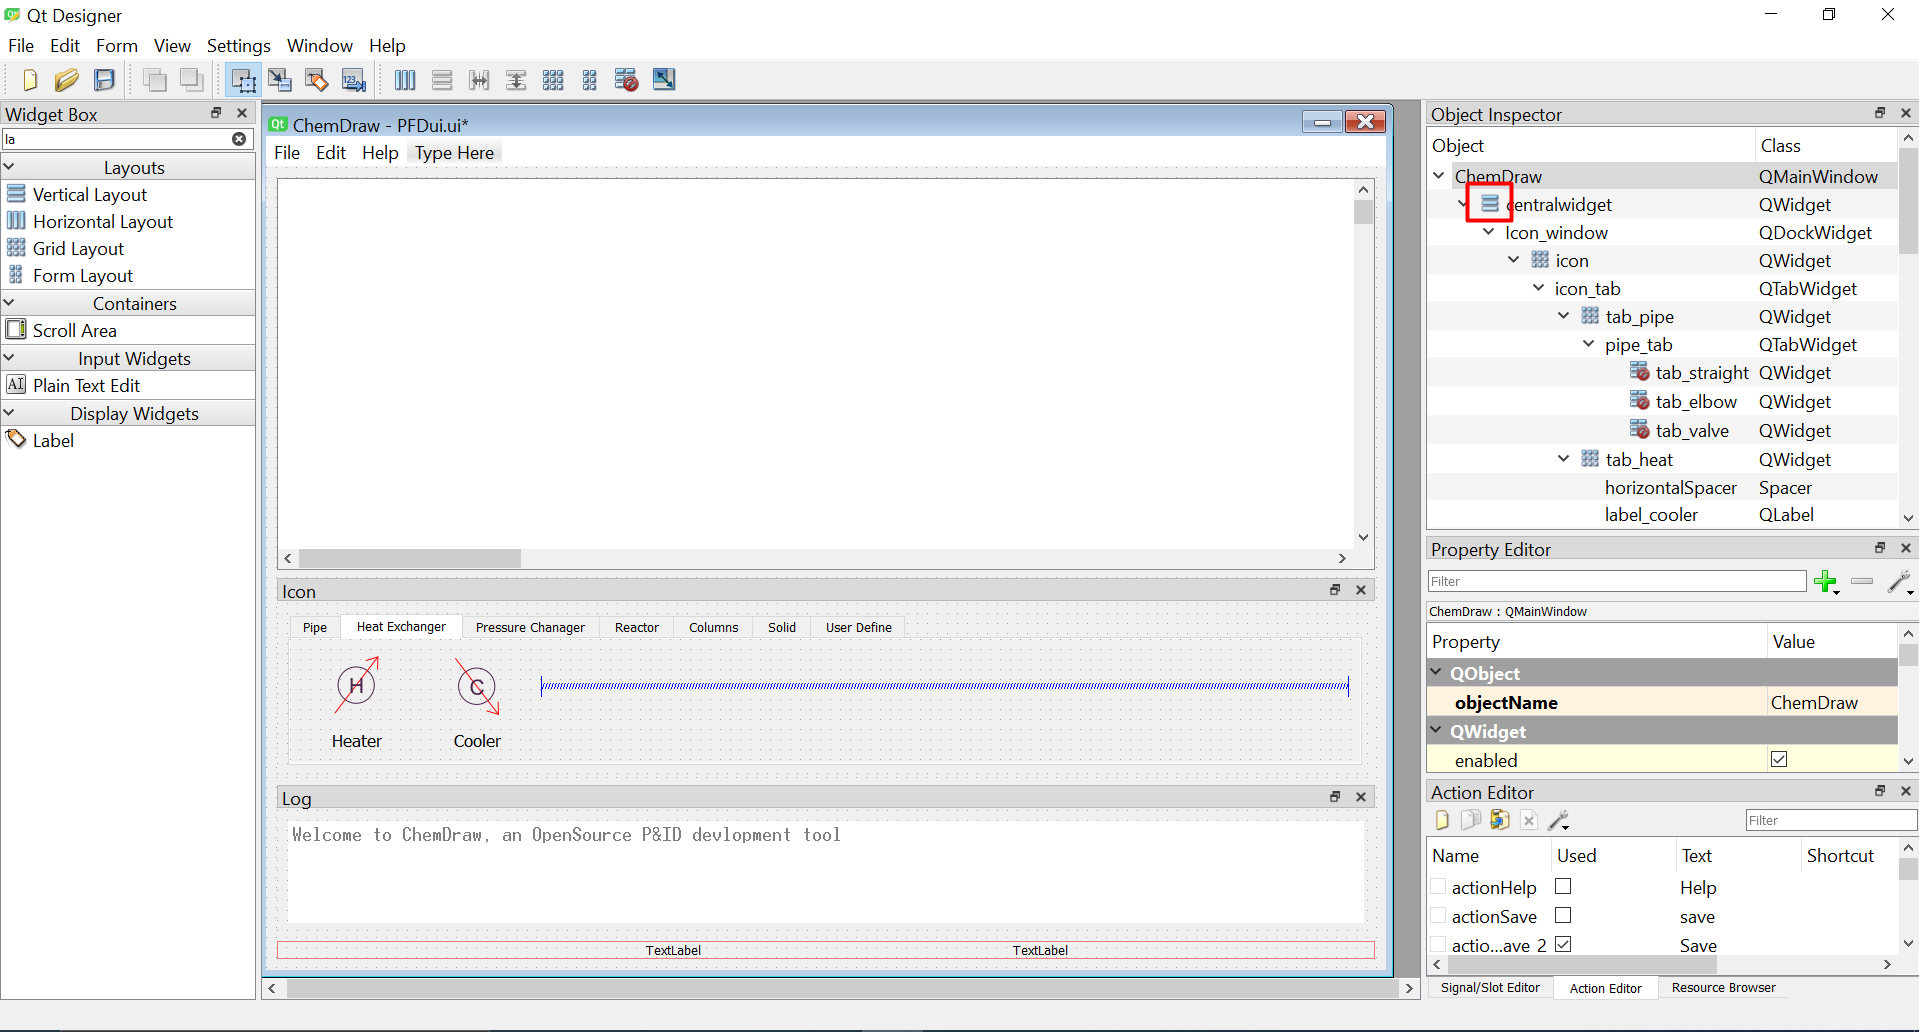 Qt Designer
File Edit Form View Settings Window Help
Widget Box
la
Layouts
Vertical Layout
Horizontal Layout
Grid Layout
Form Layout
Containers
Scroll Area
Input Widgets
AI Plain Text Edit
Display Widgets
Label
Qt ChemDraw - PFDui.ui*
File Edit Help Type Here
Icon
Pipe Heat Exchanger Pressure Chanager Reactor Columns Solid User Define
H C
Heater Cooler
Log
Welcome to ChemDraw, an OpenSource P&ID devlopment tool
TextLabel TextLabel
Object Inspector
Object Class
ChemDraw QMainWindow
centralwidget QWidget
Icon_window QDockWidget
icon QWidget
icon_tab QTabWidget
tab_pipe QWidget
pipe_tab QTabWidget
tab_straight QWidget
tab_elbow QWidget
tab_valve QWidget
tab_heat QWidget
horizontalSpacer Spacer
label_cooler QLabel
Property Editor
Filter
ChemDraw : QMainWindow
Property Value
QObject
objectName ChemDraw
QWidget
enabled
Action Editor
Filter
Name Used Text Shortcut
actionHelp Help
actionSave save
actio...ave 2 Save
Signal/Slot Editor Action Editor Resource Browser